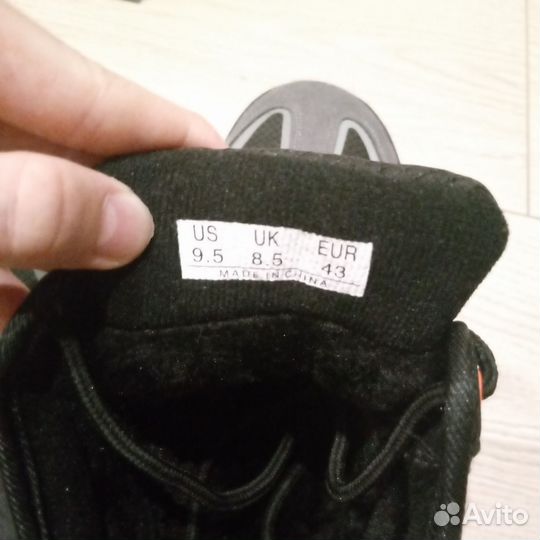 US UK EUR
9.5 8.5 43
MADE IN CHINA
Avito